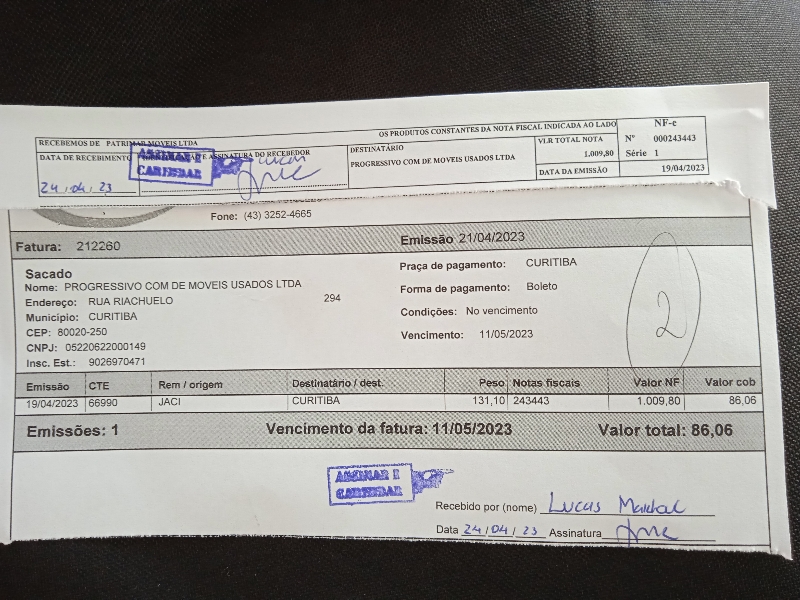 OS PRODUTOS CONSTANTES DA NOTA FISCAL INDICADA AO LADO
NF-e
RECEBEMOS DE PATRIMAR MOVEIS LTDA
DATA DE RECEBIMENTO
E ASSINATURA DO RECEBEDOR
ASSINAR E
CARIMBAR
Lucas
24/04/23
DESTINATÁRIO
PROGRESSIVO COM DE MOVEIS USADOS LTDA
VLR TOTAL NOTA
1.009,80
DATA DA EMISSÃO
Nº 000243443
Série 1
19/04/2023
Fone: (43) 3252-4665
Fatura: 212260
Emissão 21/04/2023
Sacado
Nome: PROGRESSIVO COM DE MOVEIS USADOS LTDA
Endereço: RUA RIACHUELO 294
Município: CURITIBA
CEP: 80020-250
CNPJ: 05220622000149
Insc. Est.: 9026970471
Praça de pagamento: CURITIBA
Forma de pagamento: Boleto
Condições: No vencimento
Vencimento: 11/05/2023
2
Emissão CTE Rem / origem Destinatário / dest. Peso Notas fiscais Valor NF Valor cob
19/04/2023 66990 JACI CURITIBA 131,10 243443 1.009,80 86,06
Emissões: 1 Vencimento da fatura: 11/05/2023 Valor total: 86,06
ASSINAR E
CARIMBAR
Recebido por (nome) Lucas
Data 24/04/23 Assinatura